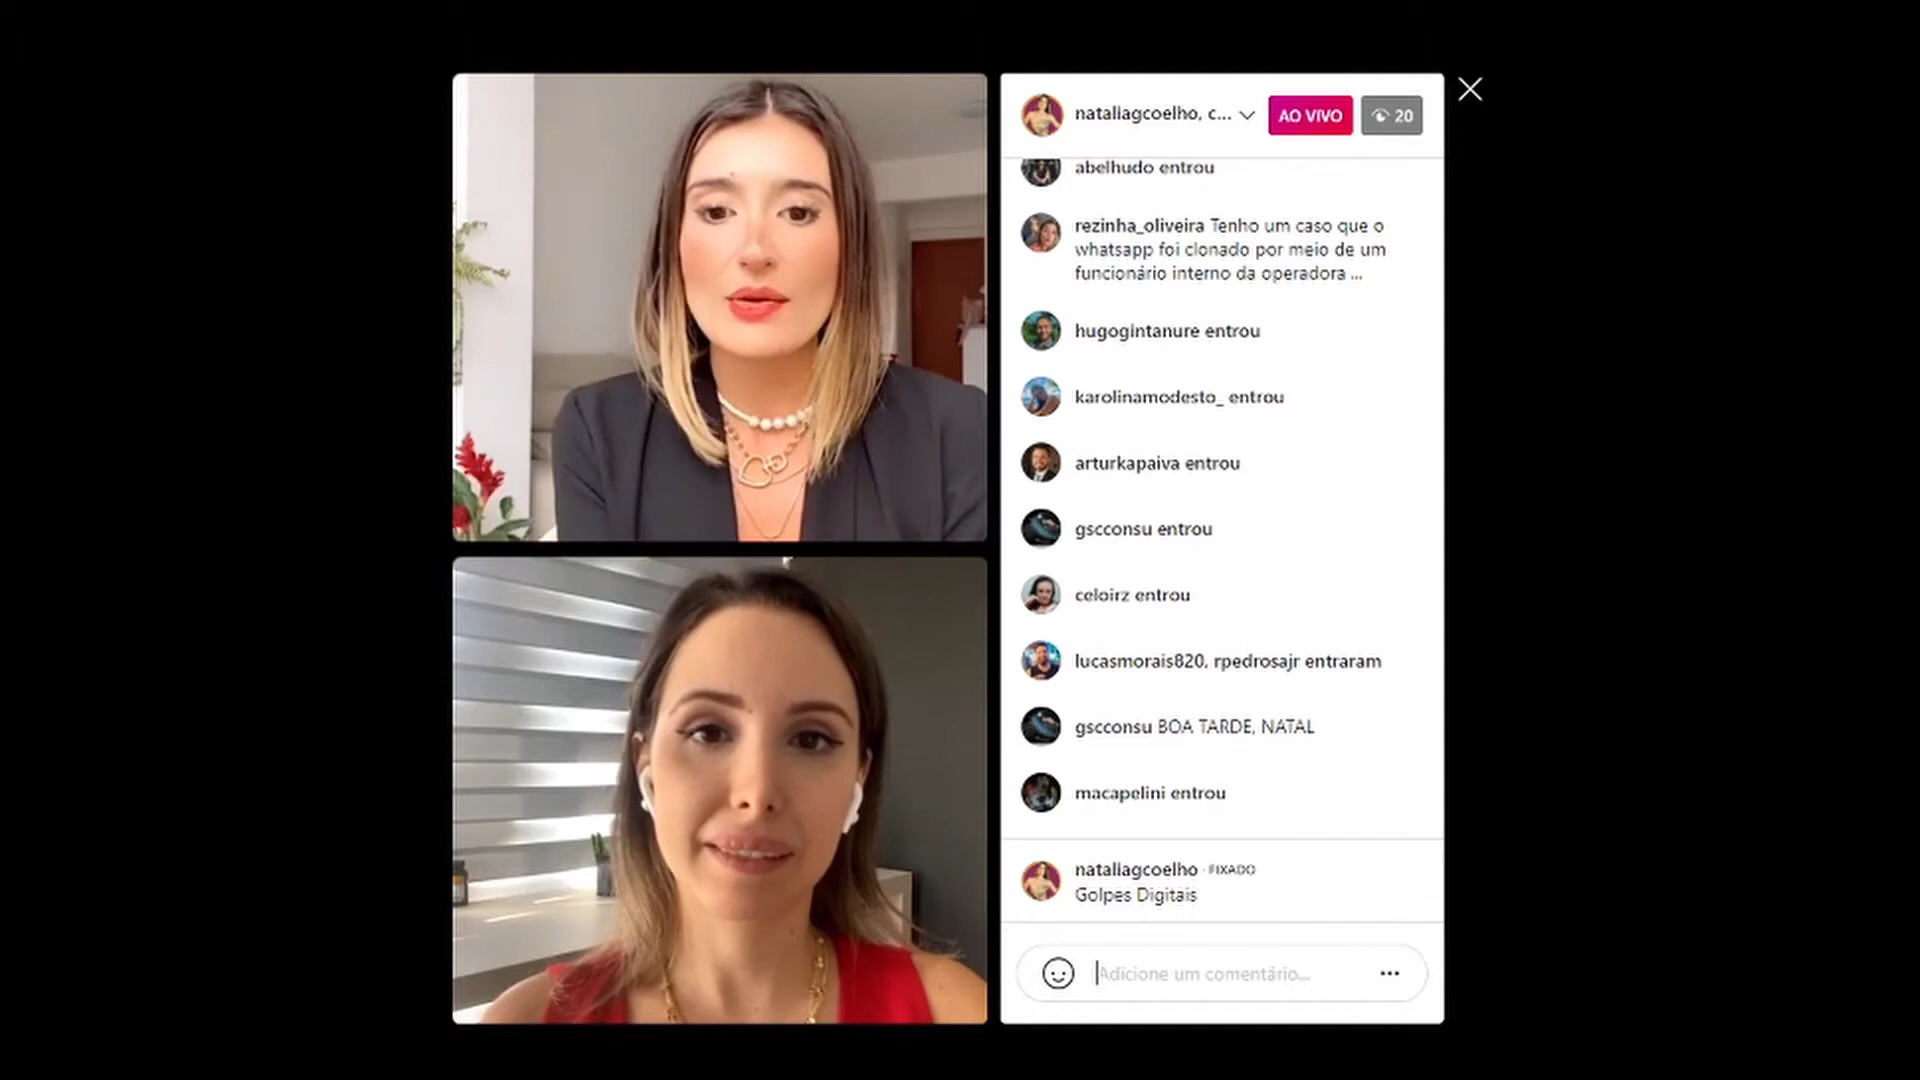 nataliagcoelho, c...
AO VIVO
20
abelhudo entrou
rezinha_oliveira Tenho um caso que o
whatsapp foi clonado por meio de um
funcionário interno da operadora ...
hugogintanure entrou
karolinamodesto_ entrou
arturkapaiva entrou
gscconsu entrou
celoirz entrou
lucasmorais820, rpedrosajr entraram
gscconsu BOA TARDE, NATAL
macapelini entrou
nataliagcoelho · FIXADO
Golpes Digitais
Adicione um comentário...